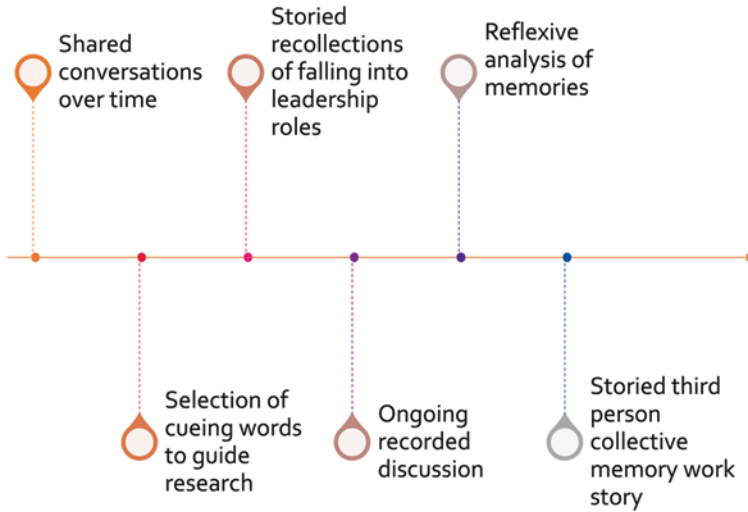 Shared
conversations
over time
Selection of
cueing words
to guide
research
Storied
recollections
of falling into
leadership
roles
Ongoing
recorded
discussion
Reflexive
analysis of
memories
Storied third
person
collective
memory work
story